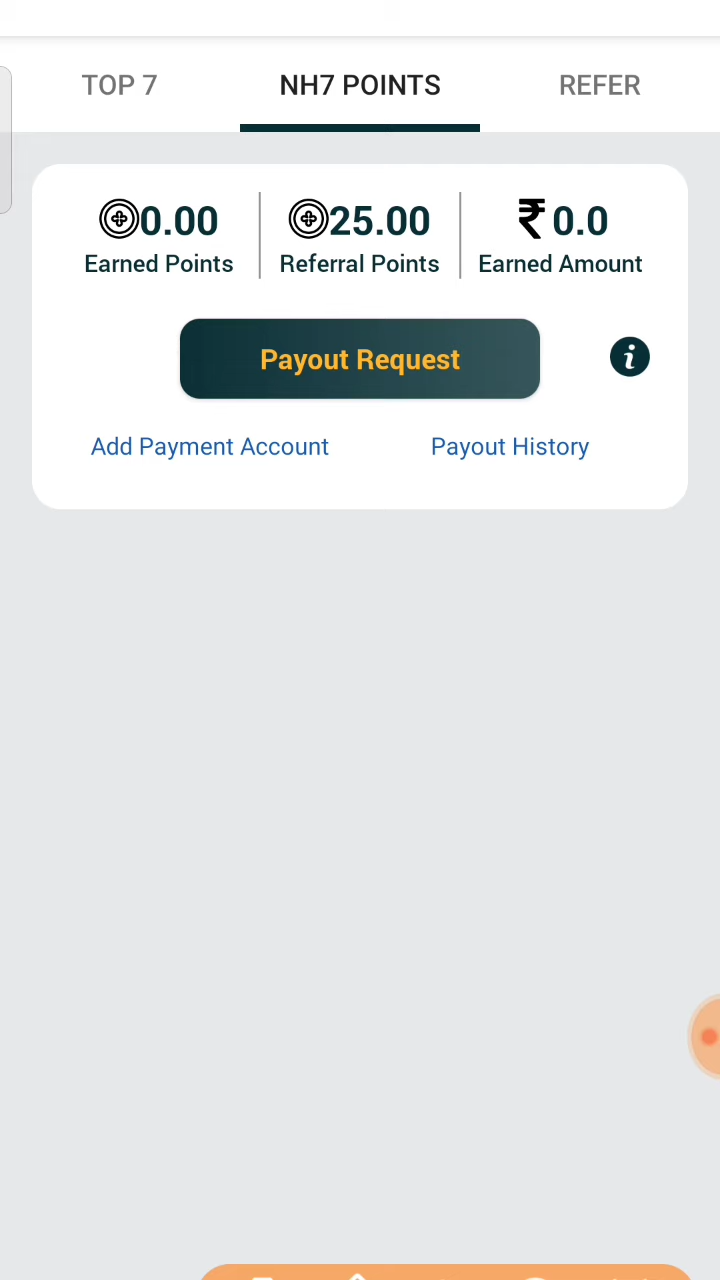 TOP 7 NH7 POINTS REFER
0.00 25.00 ₹ 0.0
Earned Points Referral Points Earned Amount
Payout Request i
Add Payment Account Payout History